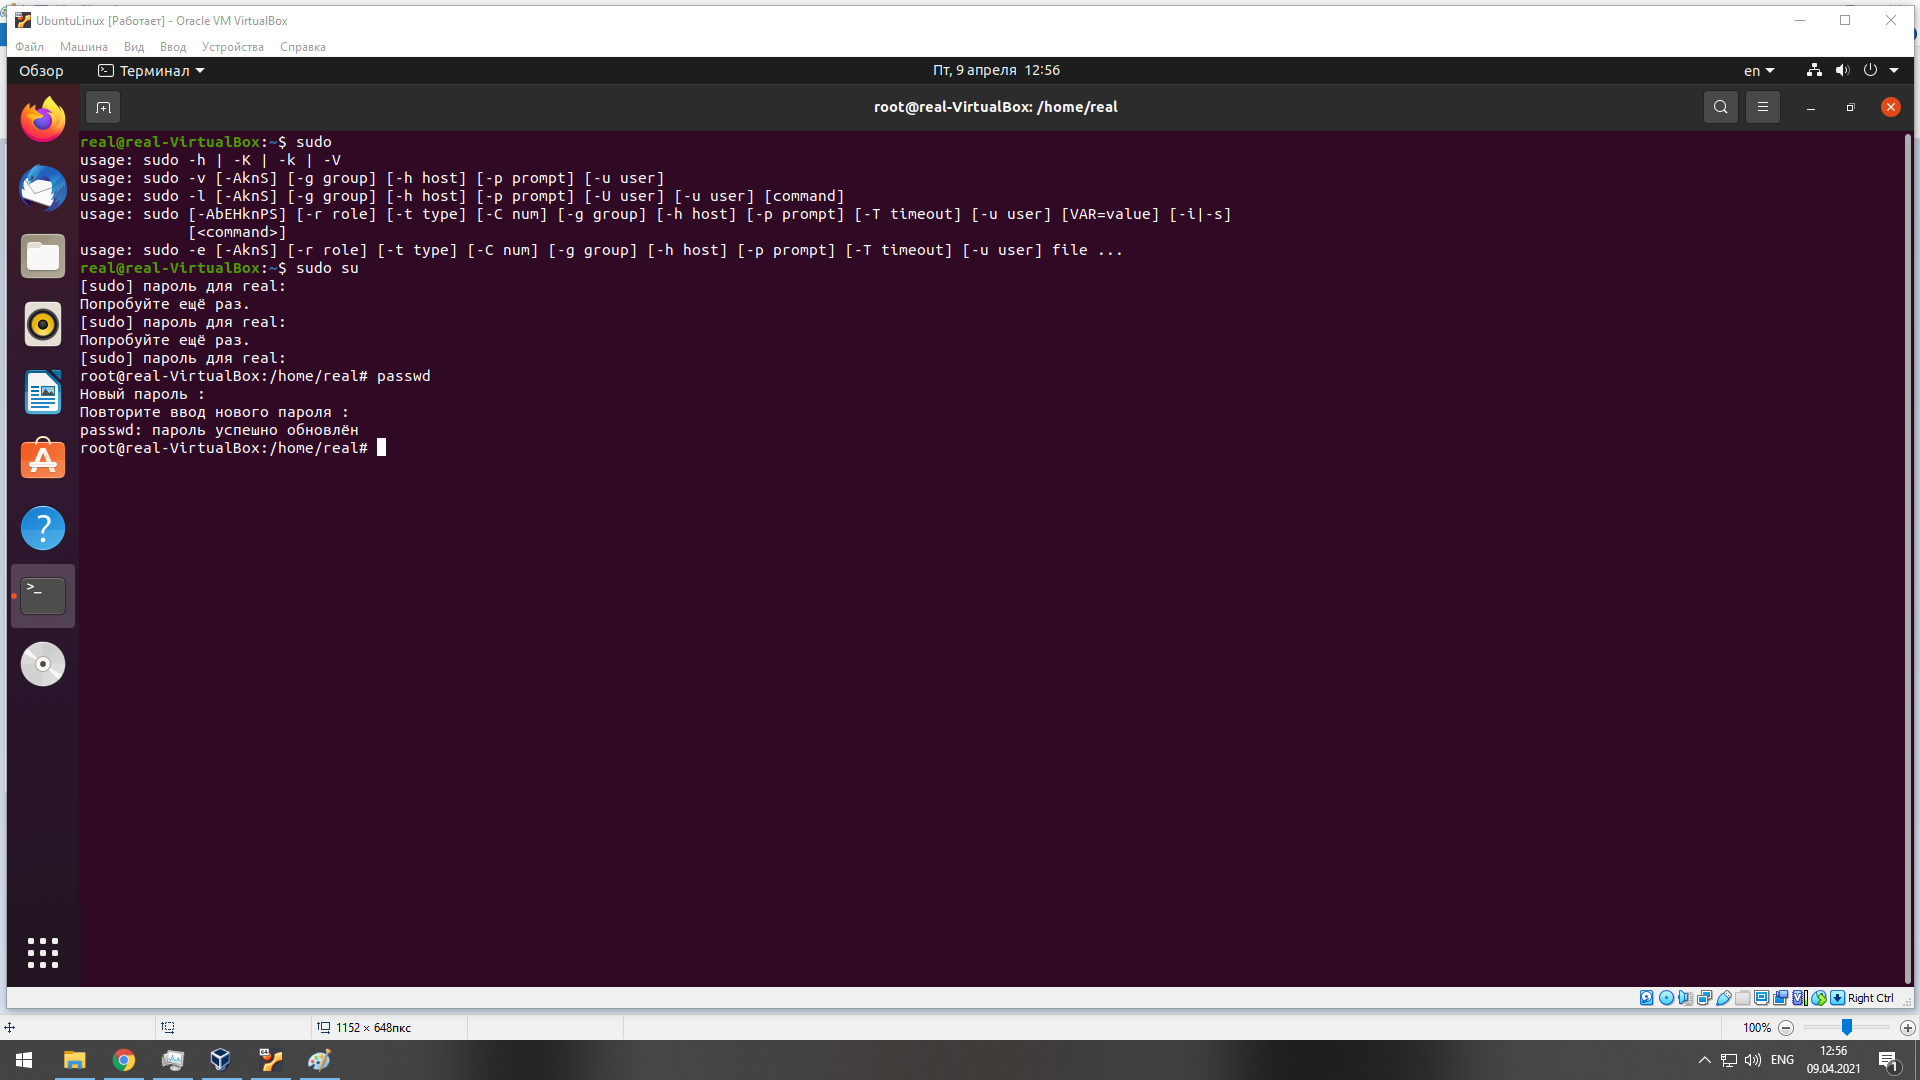 UbuntuLinux [Работает] - Oracle VM VirtualBox
Файл Машина Вид Ввод Устройства Справка
Обзор Терминал Пт, 9 апреля 12:56 en
root@real-VirtualBox: /home/real
real@real-VirtualBox:~$ sudo
usage: sudo -h | -K | -k | -V
usage: sudo -v [-AknS] [-g group] [-h host] [-p prompt] [-u user]
usage: sudo -l [-AknS] [-g group] [-h host] [-p prompt] [-U user] [-u user] [command]
usage: sudo [-AbEHknPS] [-r role] [-t type] [-C num] [-g group] [-h host] [-p prompt] [-T timeout] [-u user] [VAR=value] [-i|-s]
[<command>]
usage: sudo -e [-AknS] [-r role] [-t type] [-C num] [-g group] [-h host] [-p prompt] [-T timeout] [-u user] file ...
real@real-VirtualBox:~$ sudo su
[sudo] пароль для real:
Попробуйте ещё раз.
[sudo] пароль для real:
Попробуйте ещё раз.
[sudo] пароль для real:
root@real-VirtualBox:/home/real# passwd
Новый пароль :
Повторите ввод нового пароля :
passwd: пароль успешно обновлён
root@real-VirtualBox:/home/real#
Right Ctrl
1152 × 648пкс 100%
ENG 12:56
09.04.2021
1